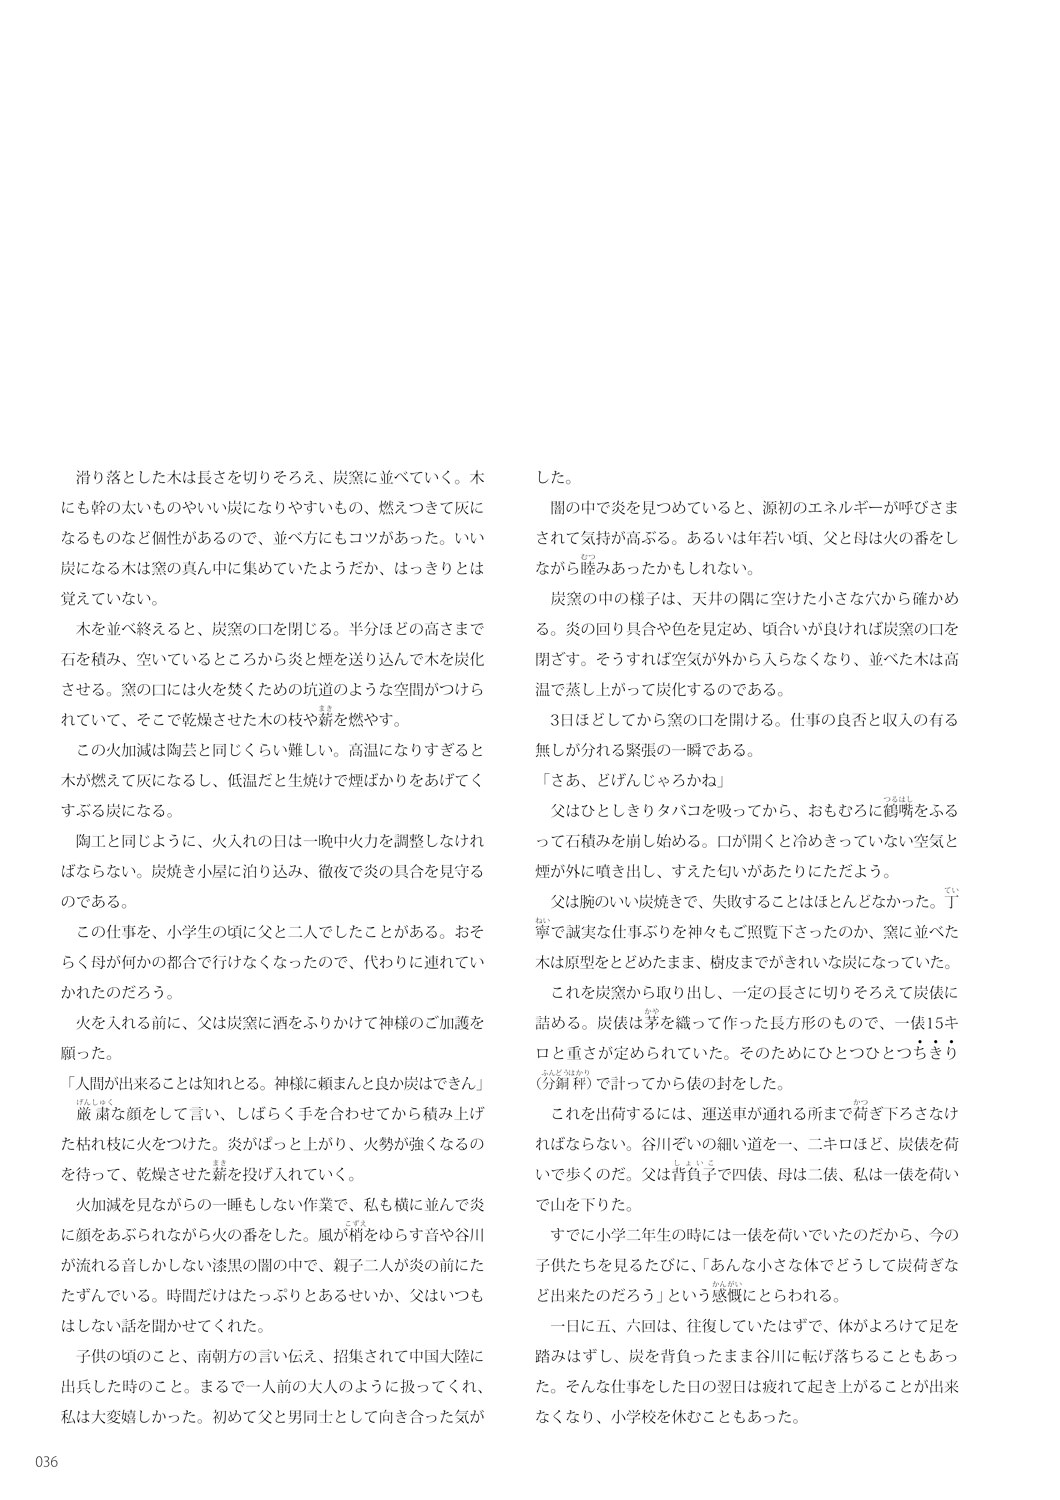 滑り落とした木は長さを切りそろえ、炭窯に並べていく。木
にも幹の太いものやいい炭になりやすいもの、燃えつきて灰に
なるものなど個性があるので、並べ方にもコツがあった。いい
炭になる木は窯の真ん中に集めていたようだか、はっきりとは
覚えていない。
木を並べ終えると、炭窯の口を閉じる。半分ほどの高さまで
石を積み、空いているところから炎と煙を送り込んで木を炭化
させる。窯の口には火を焚くための坑道のような空間がつけら
れていて、そこで乾燥させた木の枝や薪を燃やす。
この火加減は陶芸と同じくらい難しい。高温になりすぎると
木が燃えて灰になるし、低温だと生焼けで煙ばかりをあげてく
すぶる炭になる。
陶工と同じように、火入れの日は一晩中火力を調整しなけれ
ばならない。炭焼き小屋に泊り込み、徹夜で炎の具合を見守る
のである。
この仕事を、小学生の頃に父と二人でしたことがある。おそ
らく母が何かの都合で行けなくなったので、代わりに連れてい
かれたのだろう。
火を入れる前に、父は炭窯に酒をふりかけて神様のご加護を
願った。
「人間が出来ることは知れとる。神様に頼まんと良か炭はできん」
厳粛な顔をして言い、しばらく手を合わせてから積み上げ
た枯れ枝に火をつけた。炎がぱっと上がり、火勢が強くなるの
を待って、乾燥させた薪を投げ入れていく。
火加減を見ながらの一睡もしない作業で、私も横に並んで炎
に顔をあぶられながら火の番をした。風が梢をゆらす音や谷川
が流れる音しかしない漆黒の闇の中で、親子二人が炎の前にた
たずんでいる。時間だけはたっぷりとあるせいか、父はいつも
はしない話を聞かせてくれた。
子供の頃のこと、南朝方の言い伝え、招集されて中国大陸に
出兵した時のこと。まるで一人前の大人のように扱ってくれ、
私は大変嬉しかった。初めて父と男同士として向き合った気が
した。
闇の中で炎を見つめていると、源初のエネルギーが呼びさま
されて気持が高ぶる。あるいは年若い頃、父と母は火の番をし
ながら睦みあったかもしれない。
炭窯の中の様子は、天井の隅に空けた小さな穴から確かめ
る。炎の回り具合や色を見定め、頃合いが良ければ炭窯の口を
閉ざす。そうすれば空気が外から入らなくなり、並べた木は高
温で蒸し上がって炭化するのである。
3日ほどしてから窯の口を開ける。仕事の良否と収入の有る
無しが分れる緊張の一瞬である。
「さあ、どげんじゃろかね」
父はひとしきりタバコを吸ってから、おもむろに鶴嘴をふる
って石積みを崩し始める。口が開くと冷めきっていない空気と
煙が外に噴き出し、すえた匂いがあたりにただよう。
父は腕のいい炭焼きで、失敗することはほとんどなかった。丁
寧で誠実な仕事ぶりを神々もご照覧下さったのか、窯に並べた
木は原型をとどめたまま、樹皮までがきれいな炭になっていた。
これを炭窯から取り出し、一定の長さに切りそろえて炭俵に
詰める。炭俵は茅を織って作った長方形のもので、一俵15キ
ロと重さが定められていた。そのためにひとつひとつちきり
（分銅秤）で計ってから俵の封をした。
これを出荷するには、運送車が通れる所まで荷ぎ下ろさなけ
ればならない。谷川ぞいの細い道を一、二キロほど、炭俵を荷
いで歩くのだ。父は背負子で四俵、母は二俵、私は一俵を荷い
で山を下りた。
すでに小学二年生の時には一俵を荷いでいたのだから、今の
子供たちを見るたびに、「あんな小さな体でどうして炭荷ぎな
ど出来たのだろう」という感慨にとらわれる。
一日に五、六回は、往復していたはずで、体がよろけて足を
踏みはずし、炭を背負ったまま谷川に転げ落ちることもあっ
た。そんな仕事をした日の翌日は疲れて起き上がることが出来
なくなり、小学校を休むこともあった。
036